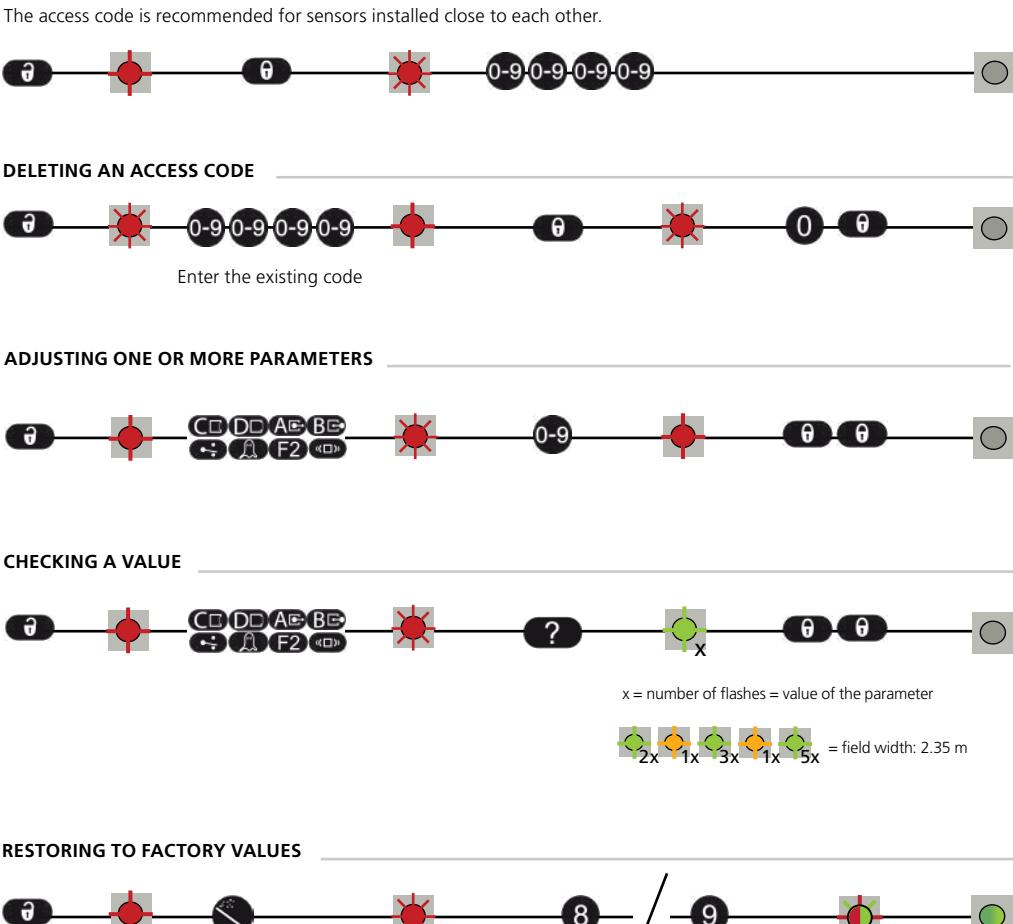 The access code is recommended for sensors installed close to each other.
0-9 0-9 0-9 0-9
DELETING AN ACCESS CODE
0-9 0-9 0-9 0-9 0
Enter the existing code
ADJUSTING ONE OR MORE PARAMETERS
C D A B
F2 0-9
CHECKING A VALUE
C D A B
F2 ? x
x = number of flashes = value of the parameter
2x 1x 3x 1x 5x = field width: 2.35 m
RESTORING TO FACTORY VALUES
8 / 9